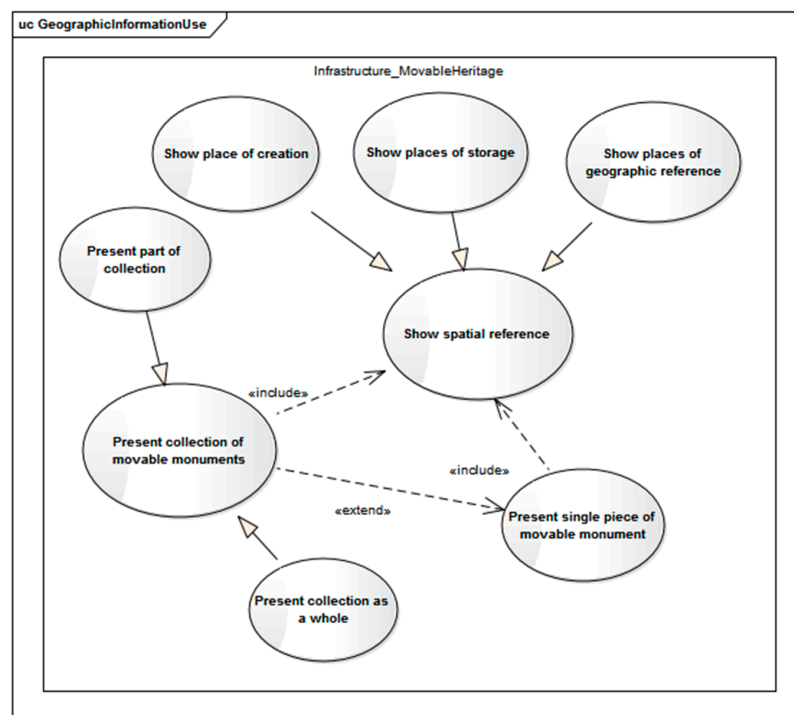 uc GeographicInformationUse
Infrastructure_MovableHeritage
Show place of creation
Show places of storage
Show places of
geographic reference
Present part of
collection
Show spatial reference
«include»
Present collection of
movable monuments
«include»
«extend»
Present single piece of
movable monument
Present collection as
a whole